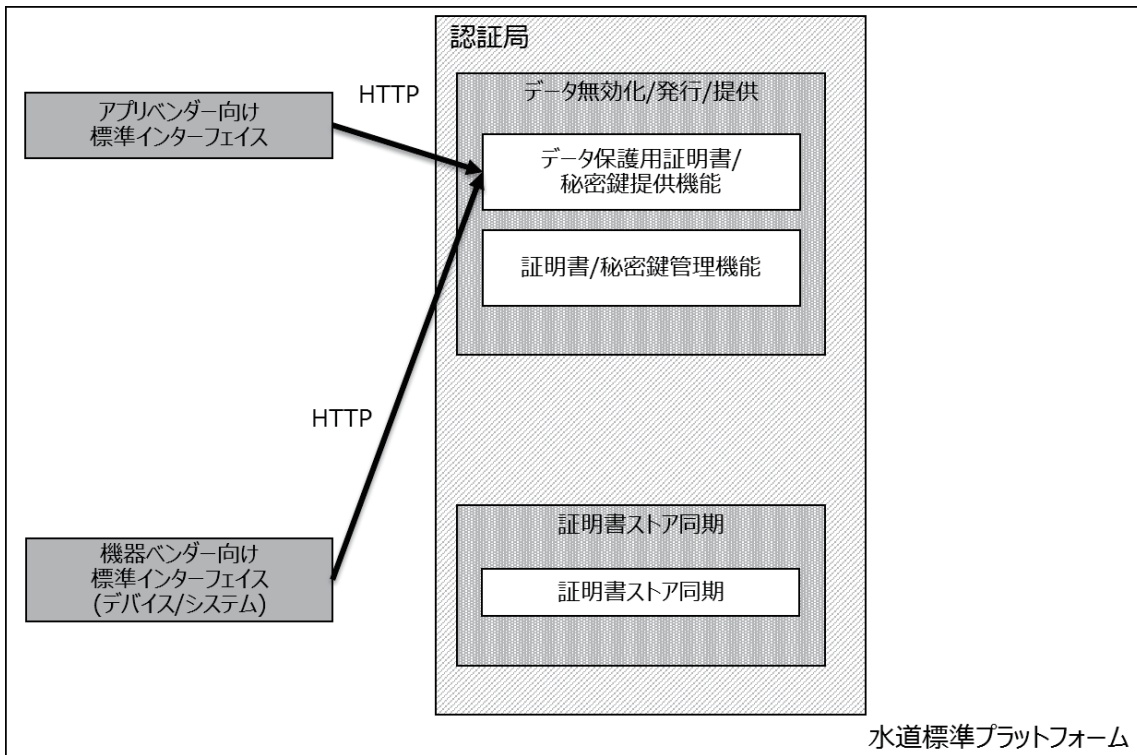 認証局
データ無効化/発行/提供
HTTP
アプリベンダー向け
標準インターフェイス
データ保護用証明書/
秘密鍵提供機能
証明書/秘密鍵管理機能
HTTP
証明書ストア同期
機器ベンダー向け
標準インターフェイス
(デバイス/システム)
証明書ストア同期
水道標準プラットフォーム